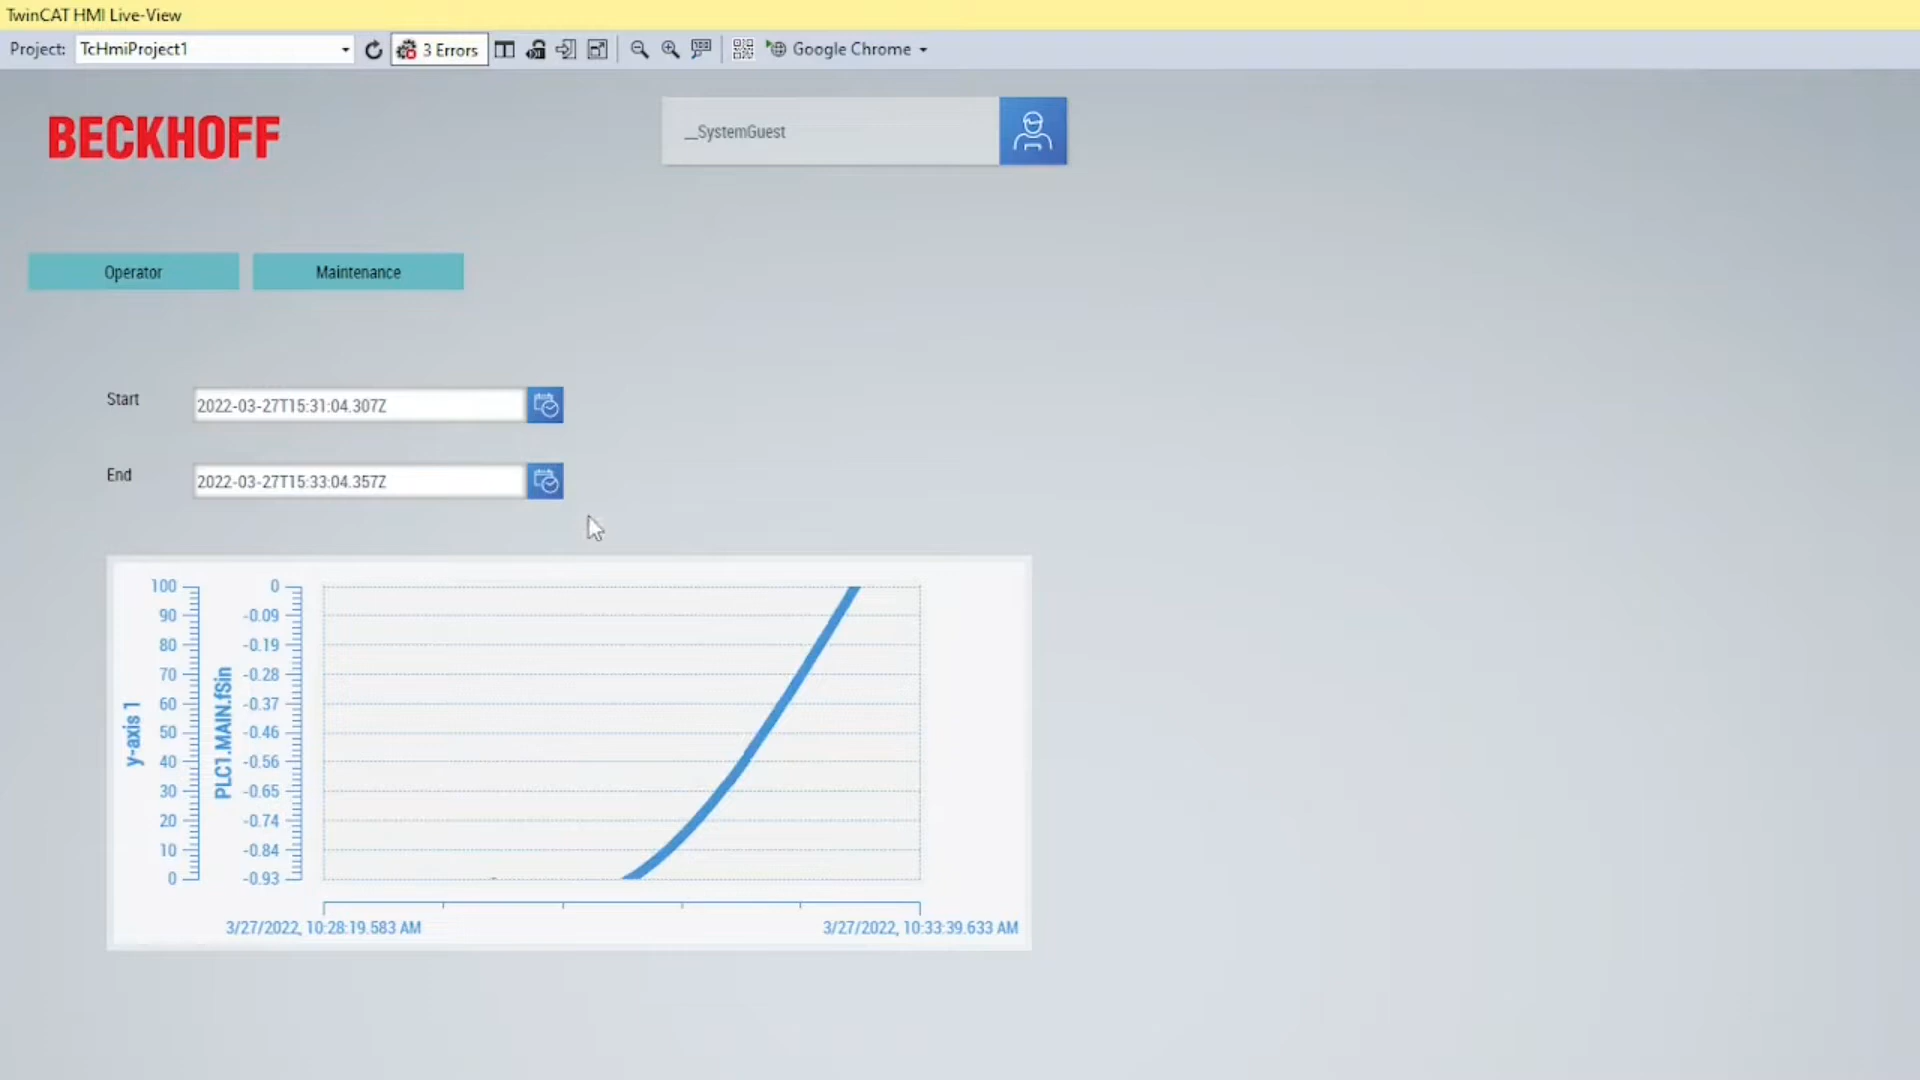 TwinCAT HMI Live-View
Project: TcHmiProject1 3 Errors Google Chrome
BECKHOFF
__SystemGuest
Operator Maintenance
Start 2022-03-27T15:31:04.307Z
End 2022-03-27T15:33:04.357Z
y-axis 1
100
90
80
70
60
50
40
30
20
10
0
PLC1.MAIN.fSin
0
-0.09
-0.19
-0.28
-0.37
-0.46
-0.56
-0.65
-0.74
-0.84
-0.93
3/27/2022, 10:28:19.583 AM 3/27/2022, 10:33:39.633 AM